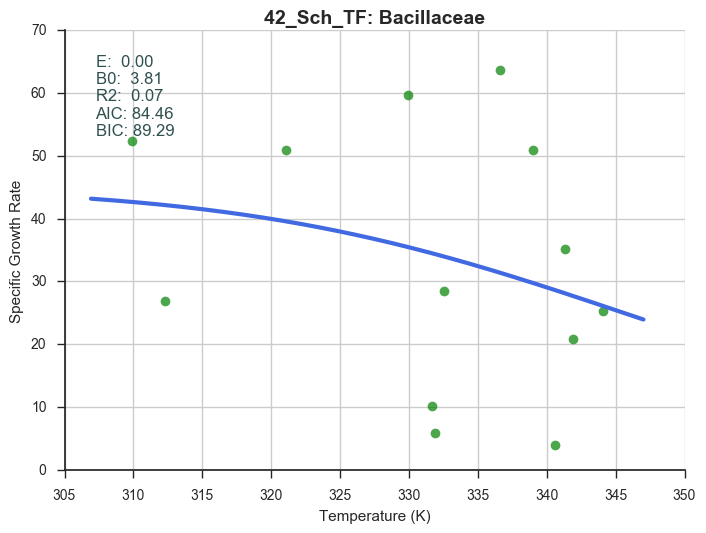 42_Sch_TF: Bacillaceae
E:  0.00
B0:  3.81
R2:  0.07
AIC: 84.46
BIC: 89.29
Specific Growth Rate
70
60
50
40
30
20
10
0
305 310 315 320 325 330 335 340 345 350
Temperature (K)